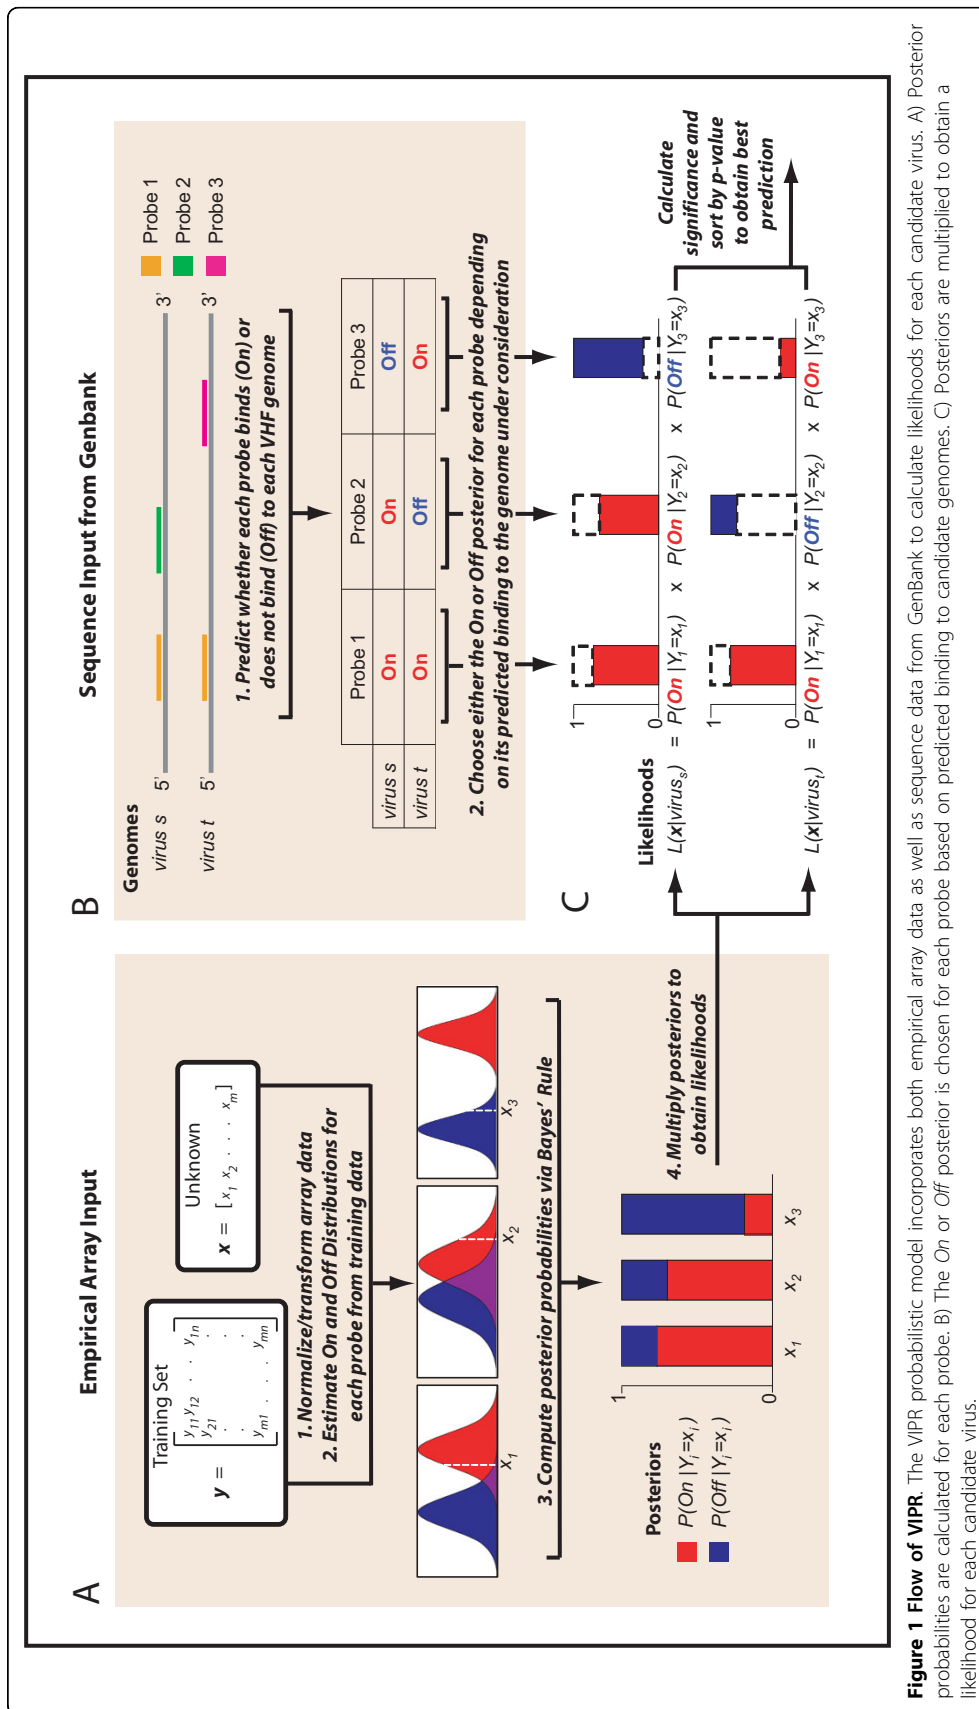 A
Empirical Array Input
Training Set
y =
y11 y12 . . y1n
y21 .
. .
. .
ym1 . . . ymn
Unknown
x = [ x1 x2 . . . xm ]
1. Normalize/transform array data
2. Estimate On and Off Distributions for
each probe from training data
x1
x2
x3
3. Compute posterior probabilities via Bayes' Rule
Posteriors
P(On |Yi=xi)
P(Off |Yi=xi)
1
0
x1
x2
x3
4. Multiply posteriors to
obtain likelihoods
B
Sequence Input from Genbank
Genomes
virus s 5' 3'
virus t 5' 3'
Probe 1
Probe 2
Probe 3
1. Predict whether each probe binds (On) or
does not bind (Off) to each VHF genome
Probe 1 Probe 2 Probe 3
virus s On On Off
virus t On Off On
2. Choose either the On or Off posterior for each probe depending
on its predicted binding to the genome under consideration
C
Likelihoods
1
0
L(x|virus_s) = P(On |Y1=x1) x P(On |Y2=x2) x P(Off |Y3=x3)
1
0
L(x|virus_t) = P(On |Y1=x1) x P(Off |Y2=x2) x P(On |Y3=x3)
Calculate
significance and
sort by p-value
to obtain best
prediction
Figure 1 Flow of VIPR. The VIPR probabilistic model incorporates both empirical array data as well as sequence data from GenBank to calculate likelihoods for each candidate virus. A) Posterior
probabilities are calculated for each probe. B) The On or Off posterior is chosen for each probe based on predicted binding to candidate genomes. C) Posteriors are multiplied to obtain a
likelihood for each candidate virus.